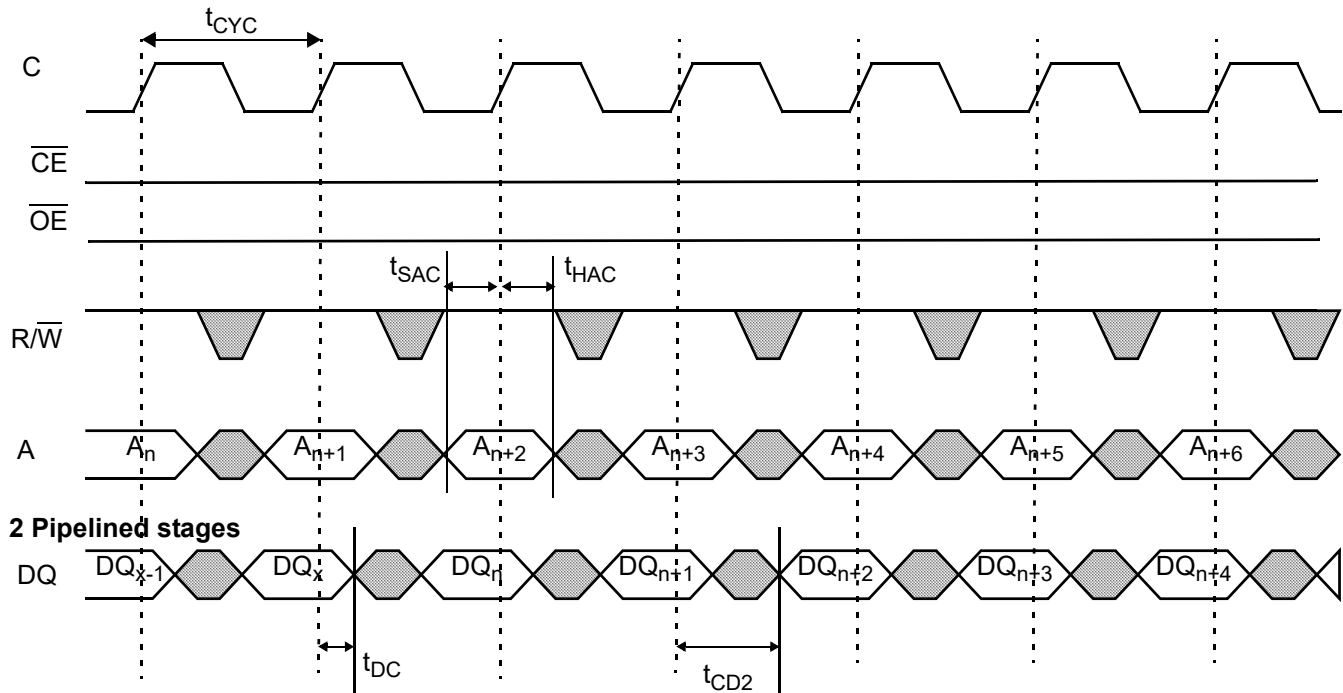 tCYC
C
CE
OE
tSAC tHAC
R/W
A An An+1 An+2 An+3 An+4 An+5 An+6
2 Pipelined stages
DQ DQx-1 DQx DQn DQn+1 DQn+2 DQn+3 DQn+4
tDC tCD2